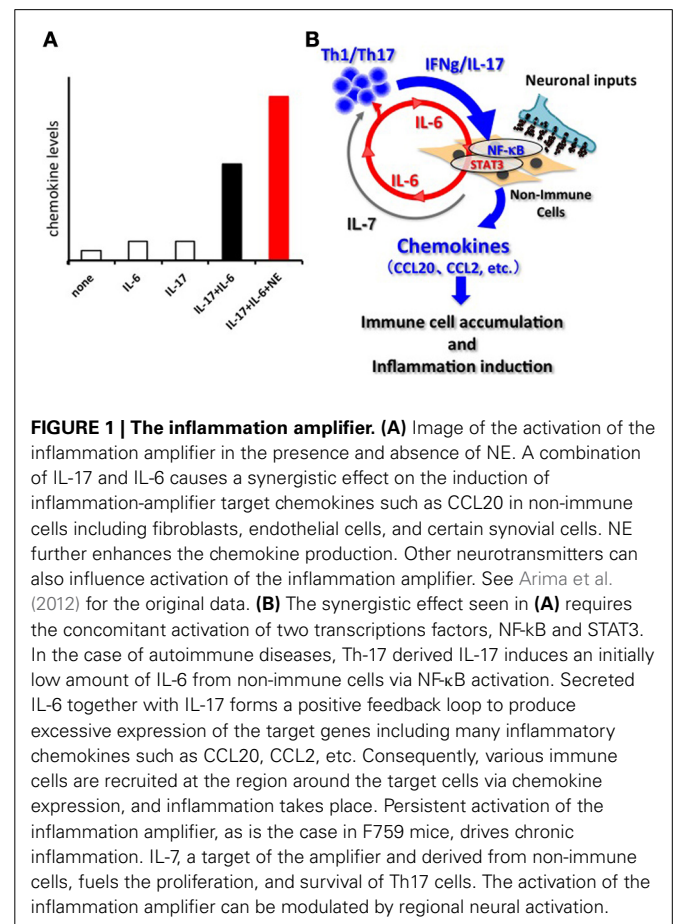 A
chemokine levels
none
IL-6
IL-17
IL-17+IL-6
IL-17+IL-6+NE
B
Th1/Th17
IFNg/IL-17
Neuronal inputs
IL-6
NF-κB
STAT3
IL-6
Non-Immune
Cells
IL-7
Chemokines
(CCL20、CCL2, etc.)
Immune cell accumulation
and
Inflammation induction
FIGURE 1 | The inflammation amplifier. (A) Image of the activation of the
inflammation amplifier in the presence and absence of NE. A combination
of IL-17 and IL-6 causes a synergistic effect on the induction of
inflammation-amplifier target chemokines such as CCL20 in non-immune
cells including fibroblasts, endothelial cells, and certain synovial cells. NE
further enhances the chemokine production. Other neurotransmitters can
also influence activation of the inflammation amplifier. See Arima et al.
(2012) for the original data. (B) The synergistic effect seen in (A) requires
the concomitant activation of two transcriptions factors, NF-kB and STAT3.
In the case of autoimmune diseases, Th-17 derived IL-17 induces an initially
low amount of IL-6 from non-immune cells via NF-κB activation. Secreted
IL-6 together with IL-17 forms a positive feedback loop to produce
excessive expression of the target genes including many inflammatory
chemokines such as CCL20, CCL2, etc. Consequently, various immune
cells are recruited at the region around the target cells via chemokine
expression, and inflammation takes place. Persistent activation of the
inflammation amplifier, as is the case in F759 mice, drives chronic
inflammation. IL-7, a target of the amplifier and derived from non-immune
cells, fuels the proliferation, and survival of Th17 cells. The activation of the
inflammation amplifier can be modulated by regional neural activation.